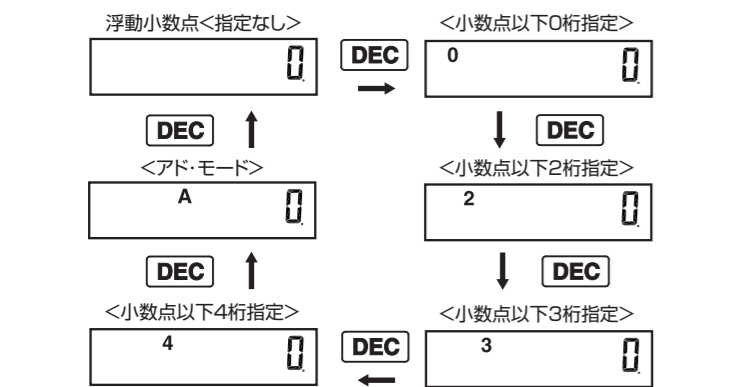 浮動小数点<指定なし>
0.
DEC
<小数点以下0桁指定>
0 0.
DEC
<小数点以下2桁指定>
2 0.
DEC
<小数点以下3桁指定>
3 0.
DEC
<小数点以下4桁指定>
4 0.
DEC
<アド・モード>
A 0.
DEC